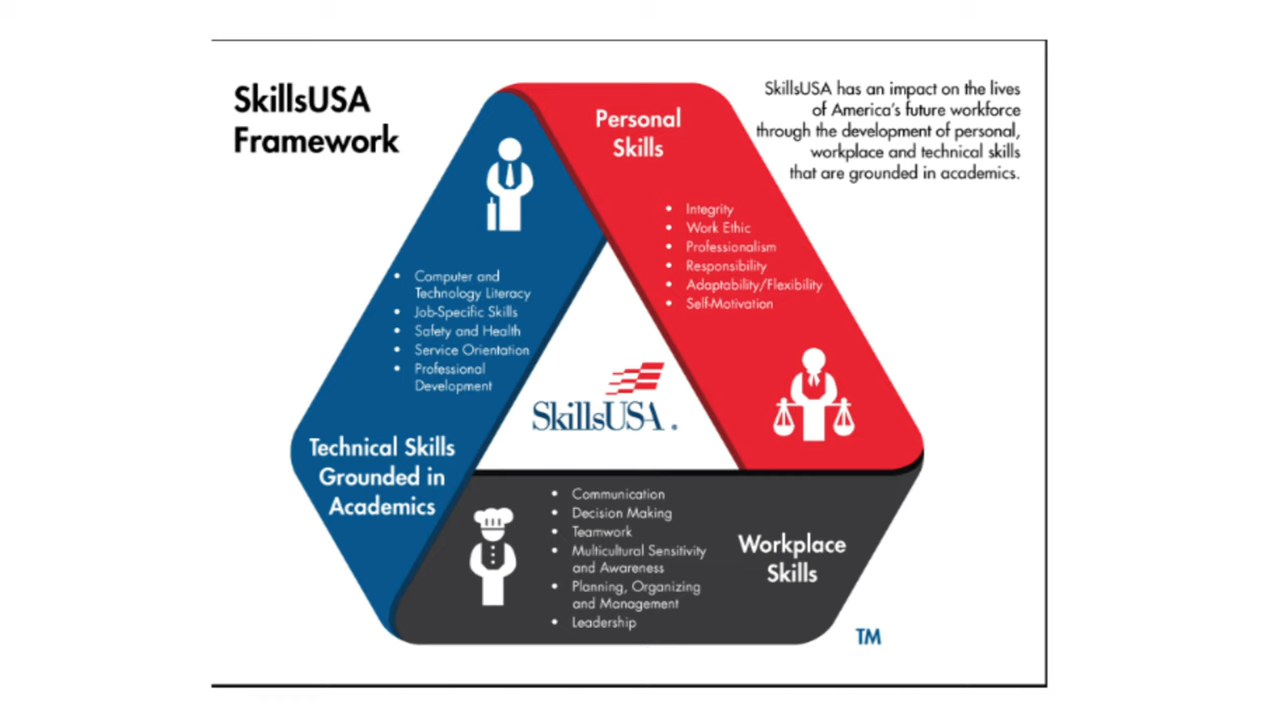 SkillsUSA
Framework
SkillsUSA has an impact on the lives
of America's future workforce
through the development of personal,
workplace and technical skills
that are grounded in academics.
Personal
Skills
• Integrity
• Work Ethic
• Professionalism
• Responsibility
• Adaptability/Flexibility
• Self-Motivation
• Computer and
Technology Literacy
• Job-Specific Skills
• Safety and Health
• Service Orientation
• Professional
Development
Technical Skills
Grounded in
Academics
SkillsUSA®
• Communication
• Decision Making
• Teamwork
• Multicultural Sensitivity
and Awareness
• Planning, Organizing
and Management
• Leadership
Workplace
Skills
TM